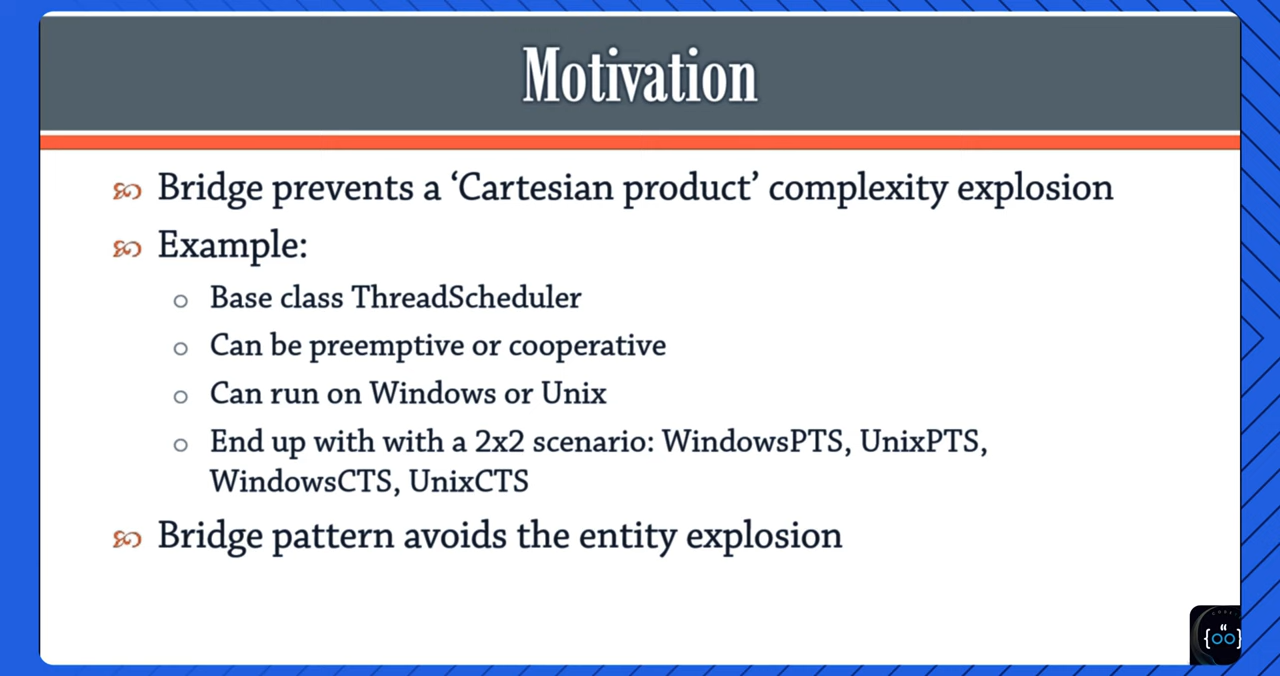 Motivation
Bridge prevents a ‘Cartesian product’ complexity explosion
Example:
Base class ThreadScheduler
Can be preemptive or cooperative
Can run on Windows or Unix
End up with with a 2x2 scenario: WindowsPTS, UnixPTS,
WindowsCTS, UnixCTS
Bridge pattern avoids the entity explosion